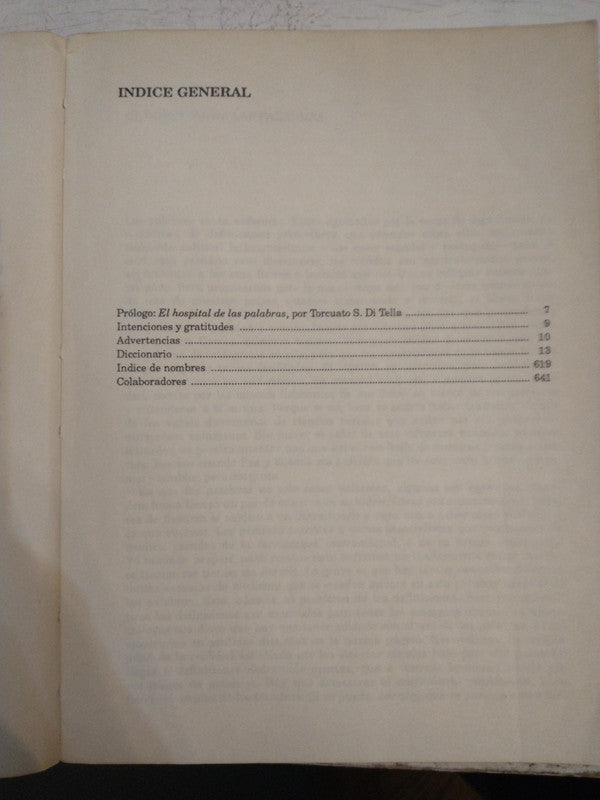 INDICE GENERAL
Prólogo: El hospital de las palabras, por Torcuato S. Di Tella ........ 7
Intenciones y gratitudes ........ 9
Advertencias ........ 10
Diccionario ........ 13
Indice de nombres ........ 619
Colaboradores ........ 641